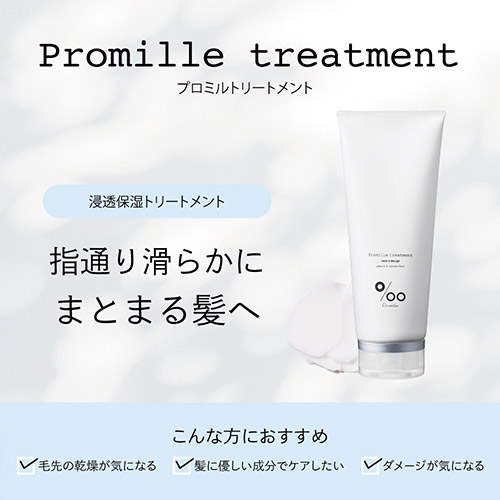 Promille treatment
プロミルトリートメント
浸透保湿トリートメント
指通り滑らかに
まとまる髪へ
Promille treatment
‰
こんな方におすすめ
毛先の乾燥が気になる
髪に優しい成分でケアしたい
ダメージが気になる